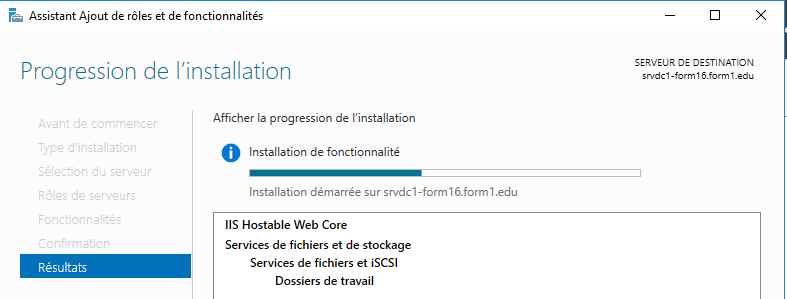 Assistant Ajout de rôles et de fonctionnalités
Progression de l'installation
SERVEUR DE DESTINATION
srvdc1-form16.form1.edu
Avant de commencer
Type d'installation
Sélection du serveur
Rôles de serveurs
Fonctionnalités
Confirmation
Résultats
Afficher la progression de l'installation
Installation de fonctionnalité
Installation démarrée sur srvdc1-form16.form1.edu
IIS Hostable Web Core
Services de fichiers et de stockage
Services de fichiers et iSCSI
Dossiers de travail